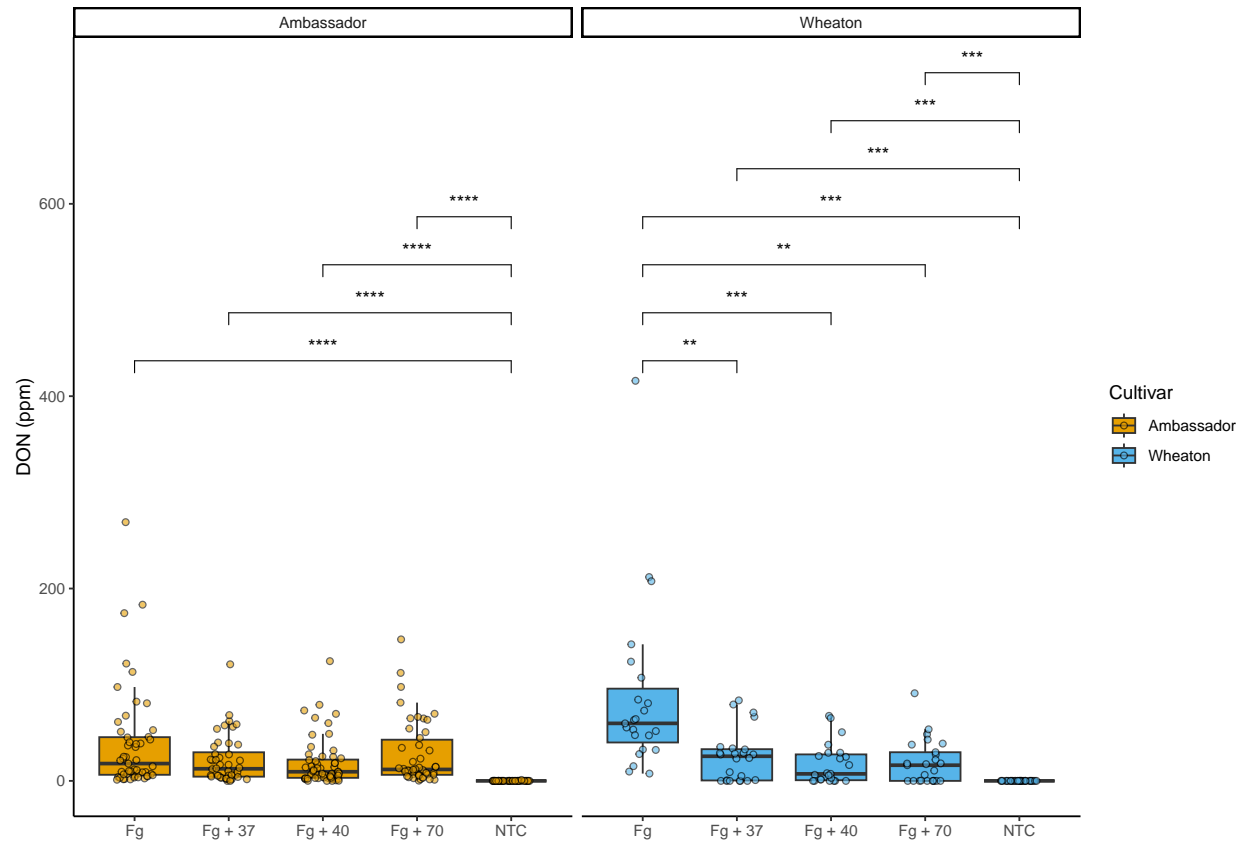 Ambassador Wheaton
***
***
***
600
**** ***
**** **
**** ***
**** **
400
DON (ppm)
Cultivar
Ambassador
Wheaton
200
0
Fg Fg + 37 Fg + 40 Fg + 70 NTC Fg Fg + 37 Fg + 40 Fg + 70 NTC